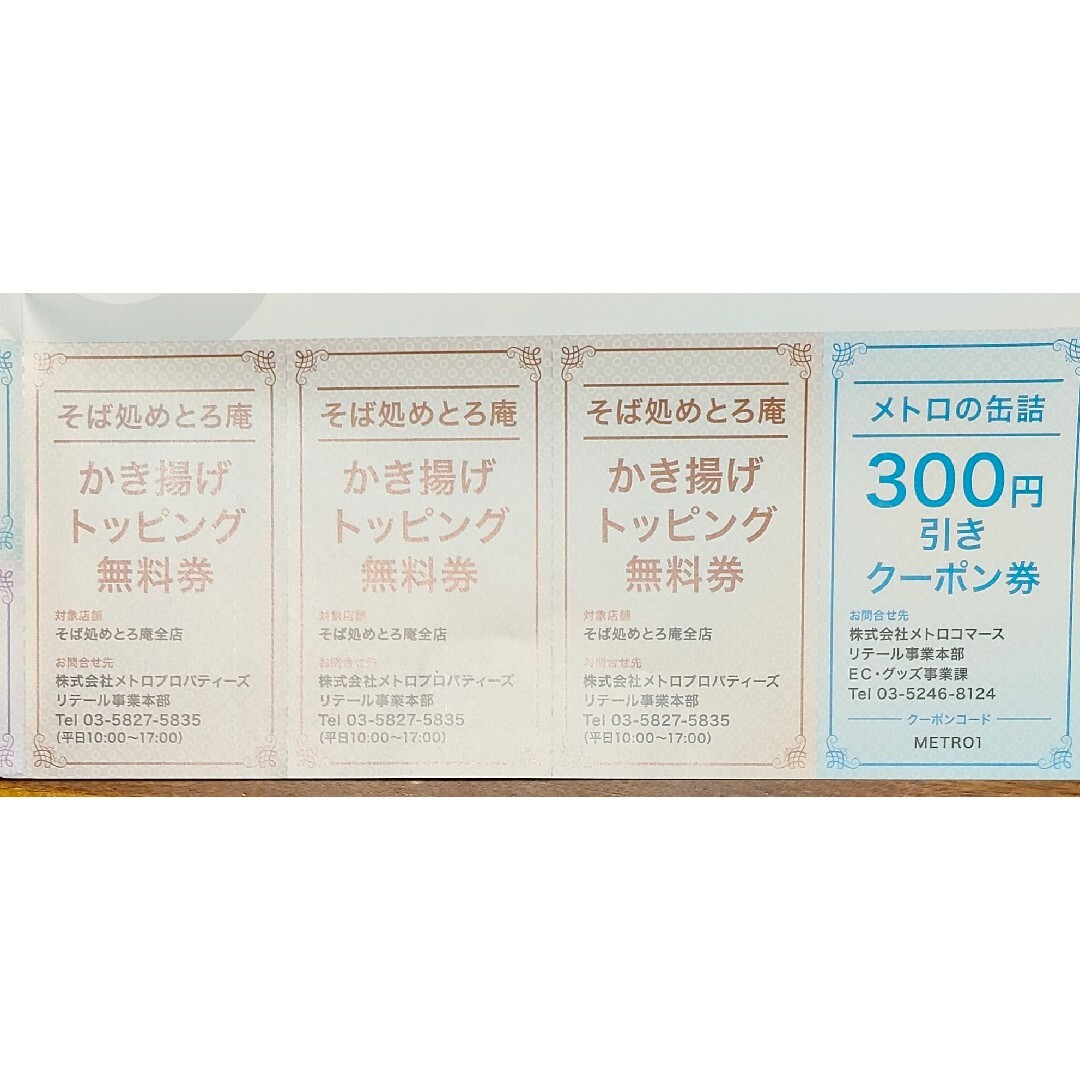 そば処めとろ庵
かき揚げ
トッピング
無料券
対象店舗
そば処めとろ庵全店
お問合せ先
株式会社メトロプロパティーズ
リテール事業本部
Tel 03-5827-5835
(平日10:00〜17:00)
そば処めとろ庵
かき揚げ
トッピング
無料券
対象店舗
そば処めとろ庵全店
お問合せ先
株式会社メトロプロパティーズ
リテール事業本部
Tel 03-5827-5835
(平日10:00〜17:00)
そば処めとろ庵
かき揚げ
トッピング
無料券
対象店舗
そば処めとろ庵全店
お問合せ先
株式会社メトロプロパティーズ
リテール事業本部
Tel 03-5827-5835
(平日10:00〜17:00)
メトロの缶詰
300円
引き
クーポン券
お問合せ先
株式会社メトロコマース
リテール事業本部
EC・グッズ事業課
Tel 03-5246-8124
クーポンコード
METRO1